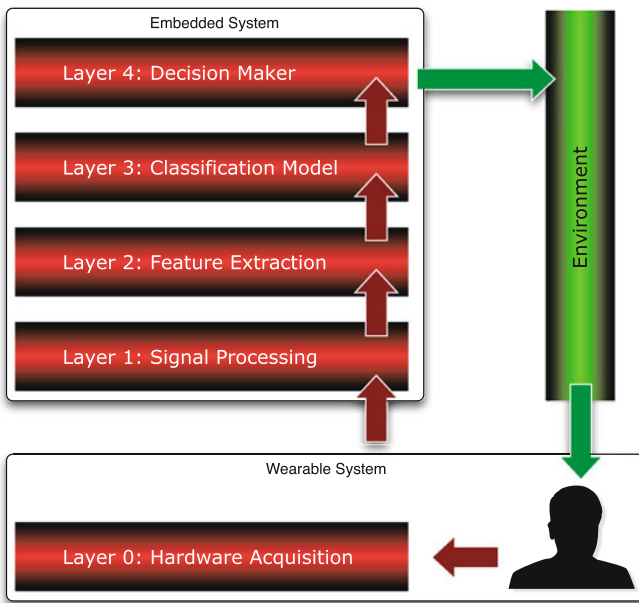 Embedded System
Layer 4: Decision Maker
Layer 3: Classification Model
Layer 2: Feature Extraction
Layer 1: Signal Processing
Environment
Wearable System
Layer 0: Hardware Acquisition